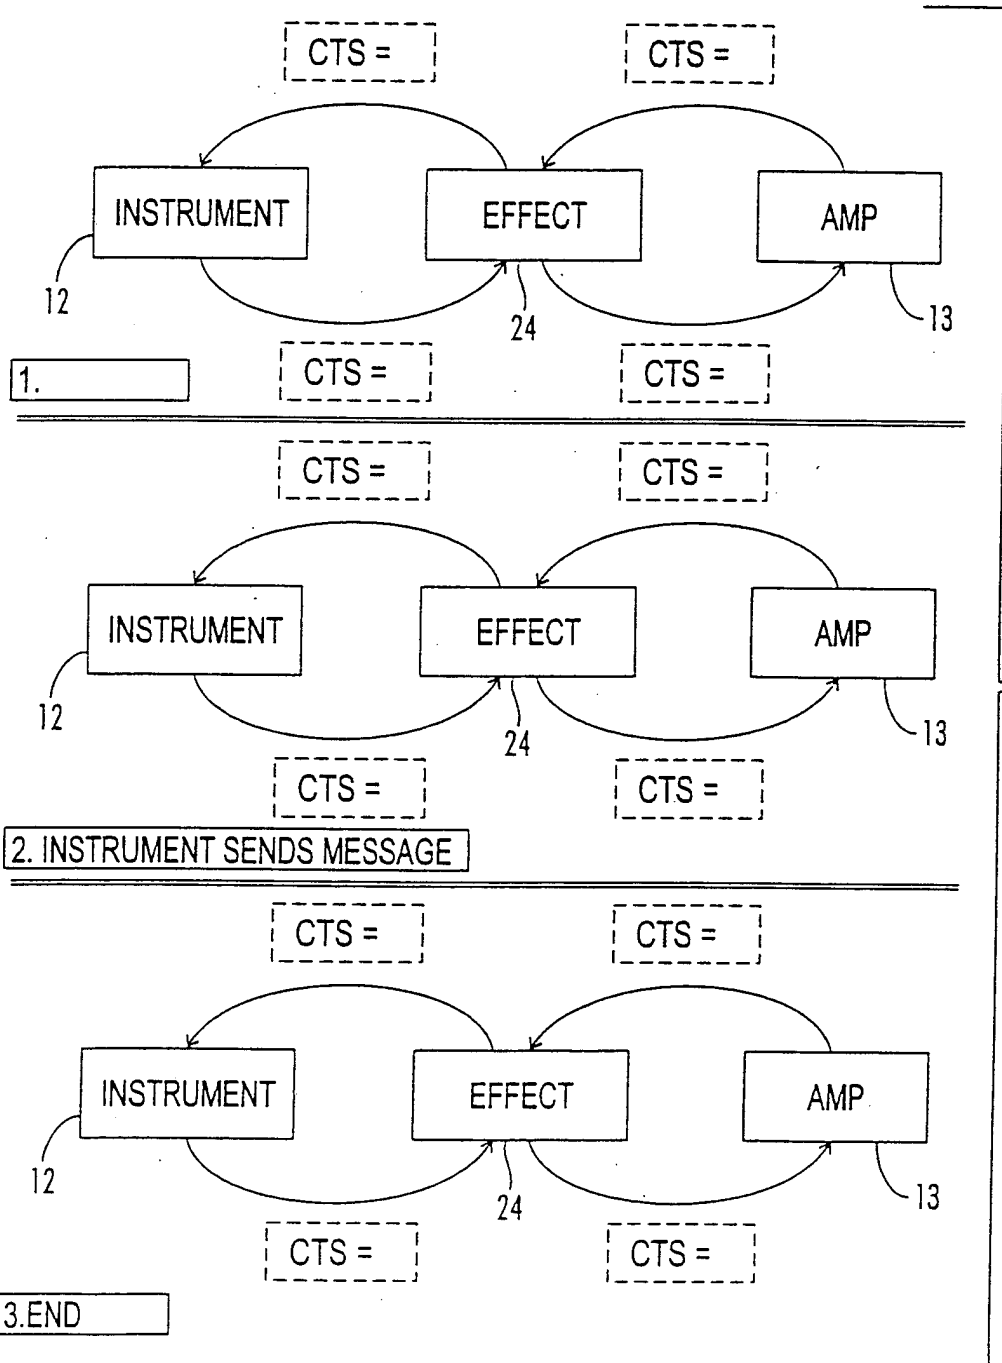 CTS = CTS =
INSTRUMENT EFFECT AMP
12 24 13
1. CTS = CTS =
CTS = CTS =
INSTRUMENT EFFECT AMP
12 24 13
CTS = CTS =
2. INSTRUMENT SENDS MESSAGE
CTS = CTS =
INSTRUMENT EFFECT AMP
12 24 13
CTS = CTS =
3.END